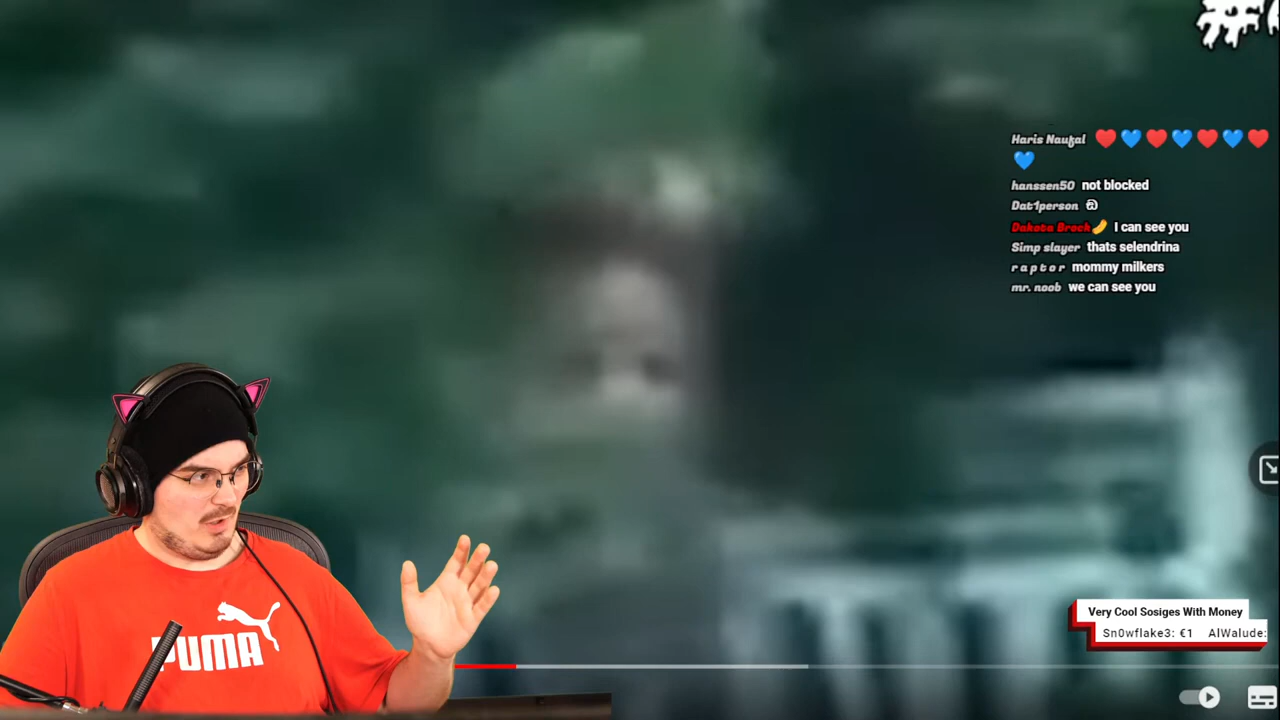 Haris Naufal ❤️💙❤️💙❤️💙❤️
💙
hanssen50 not blocked
Dat1person
Dakota Broch🤌 I can see you
Simp slayer thats selendrina
r a p t o r mommy milkers
mr. noob we can see you
PUMA
Very Cool Sosiges With Money
Sn0wflake3: €1 AlWalude: